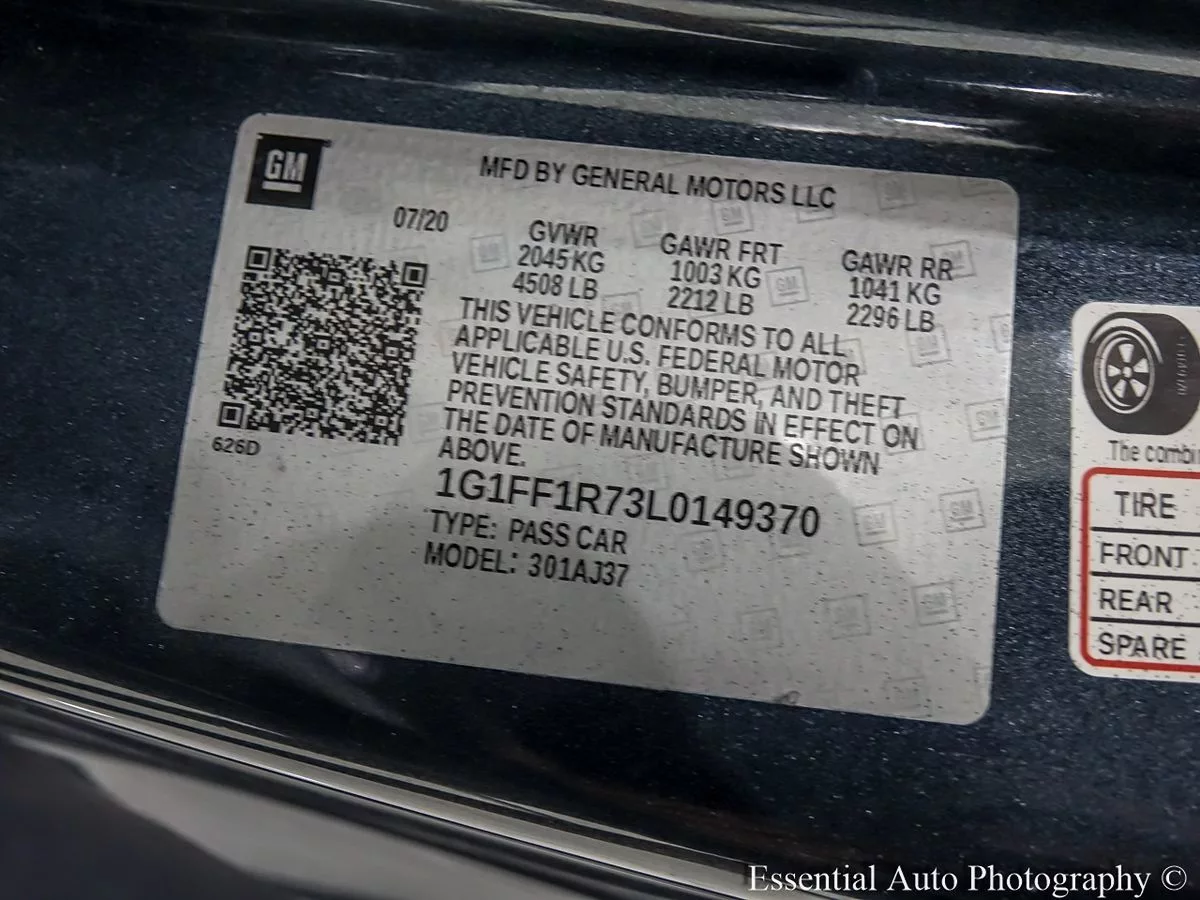 GM
MFD BY GENERAL MOTORS LLC
07/20
GVWR
2045 KG
4508 LB
GAWR FRT
1003 KG
2212 LB
GAWR RR
1041 KG
2296 LB
THIS VEHICLE CONFORMS TO ALL
APPLICABLE U.S. FEDERAL MOTOR
VEHICLE SAFETY, BUMPER, AND THEFT
PREVENTION STANDARDS IN EFFECT ON
THE DATE OF MANUFACTURE SHOWN
ABOVE.
626D
1G1FF1R73L0149370
TYPE: PASS CAR
MODEL: 301AJ37
The combi
TIRE
FRONT
REAR
SPARE
Essential Auto Photography ©